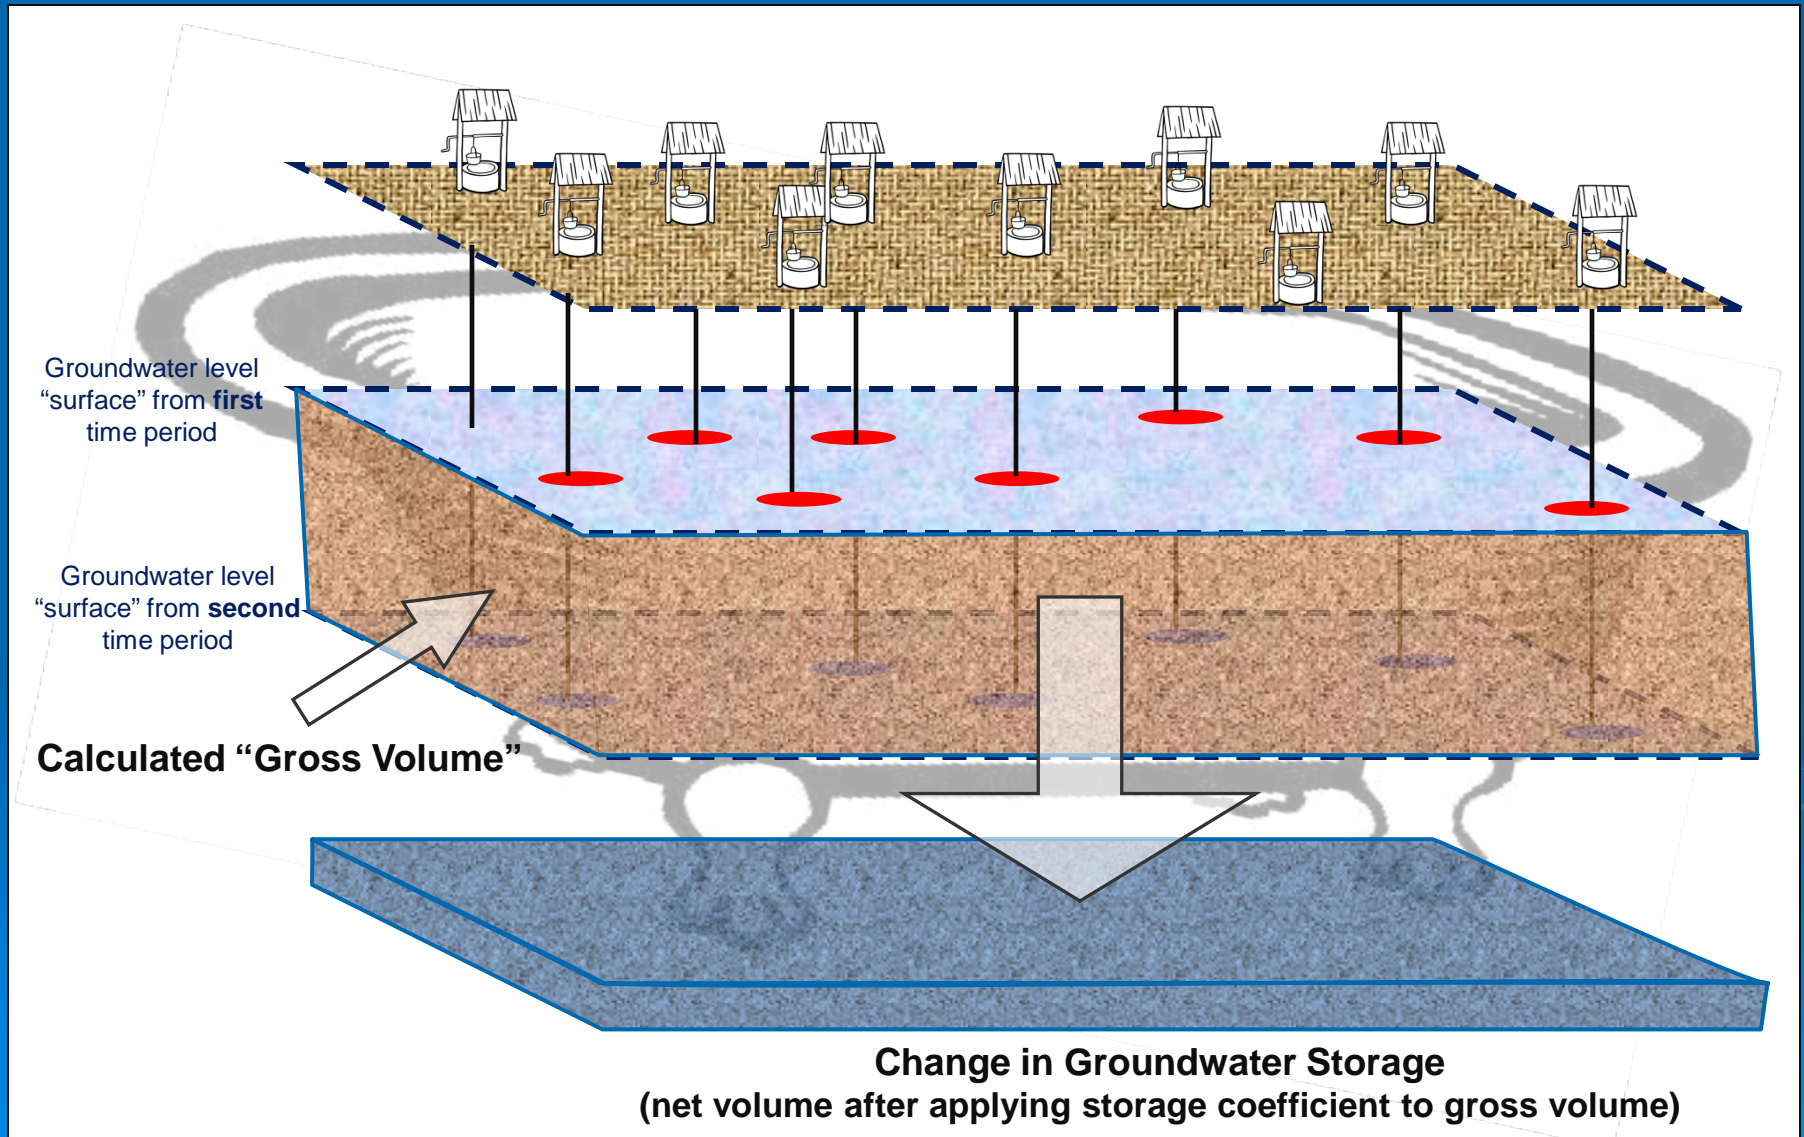 Groundwater level
“surface” from first
time period
Groundwater level
“surface” from second
time period
Calculated “Gross Volume”
Change in Groundwater Storage
(net volume after applying storage coefficient to gross volume)